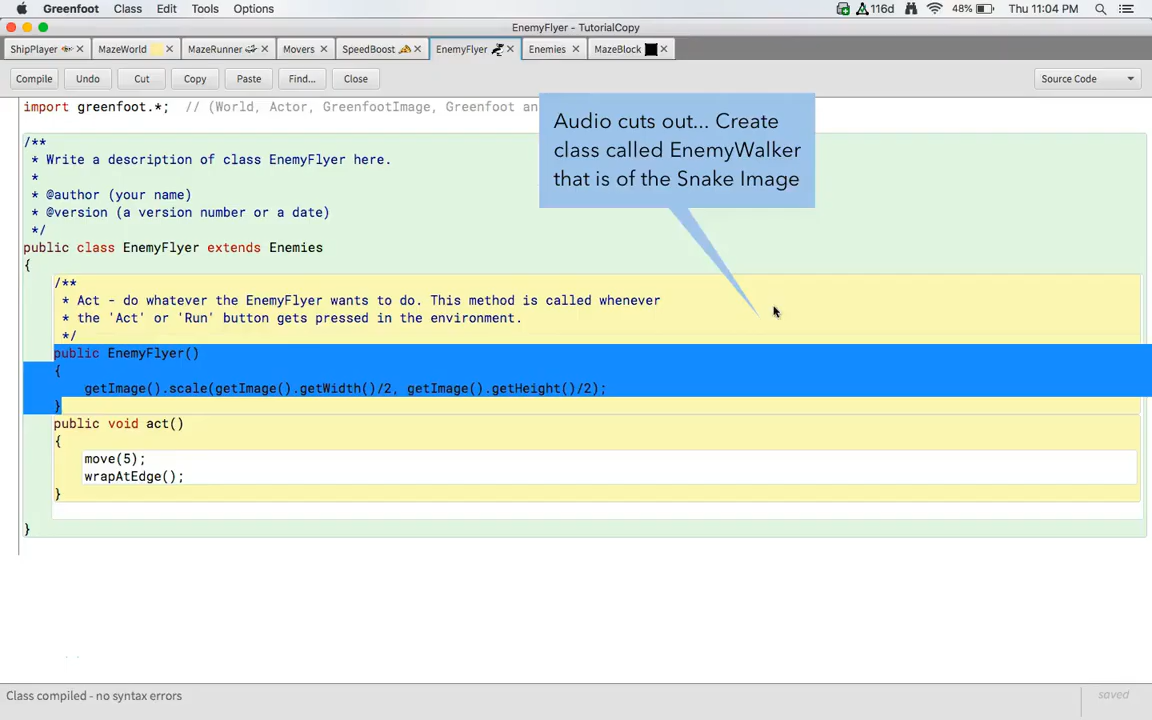 Greenfoot Class Edit Tools Options 116d 48% Thu 11:04 PM
EnemyFlyer - TutorialCopy
ShipPlayer MazeWorld MazeRunner Movers SpeedBoost EnemyFlyer Enemies MazeBlock
Compile Undo Cut Copy Paste Find... Close Source Code
import greenfoot.*;  // (World, Actor, GreenfootImage, Greenfoot an
Audio cuts out... Create
class called EnemyWalker
that is of the Snake Image
/**
 * Write a description of class EnemyFlyer here.
 *
 * @author (your name)
 * @version (a version number or a date)
 */
public class EnemyFlyer extends Enemies
{
    /**
     * Act - do whatever the EnemyFlyer wants to do. This method is called whenever
     * the 'Act' or 'Run' button gets pressed in the environment.
     */
    public EnemyFlyer()
    {
        getImage().scale(getImage().getWidth()/2, getImage().getHeight()/2);
    }
    public void act()
    {
        move(5);
        wrapAtEdge();
    }
}
Class compiled - no syntax errors
saved